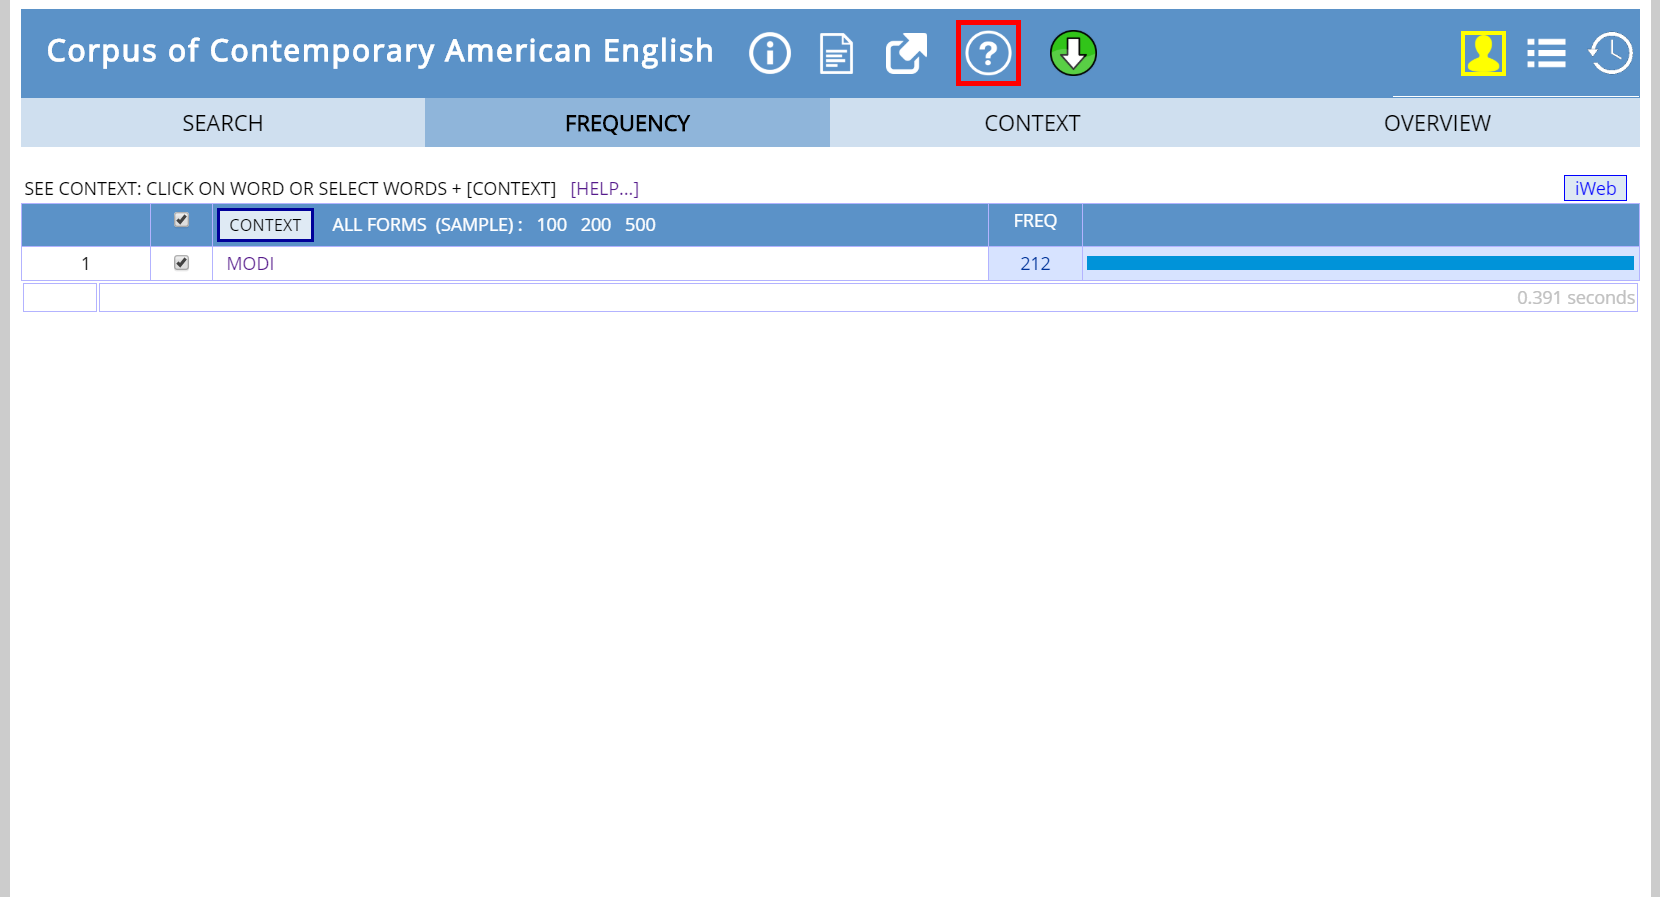 Corpus of Contemporary American English
SEARCH FREQUENCY CONTEXT OVERVIEW
SEE CONTEXT: CLICK ON WORD OR SELECT WORDS + [CONTEXT] [HELP...] iWeb
CONTEXT ALL FORMS (SAMPLE) : 100 200 500 FREQ
1 MODI 212
0.391 seconds